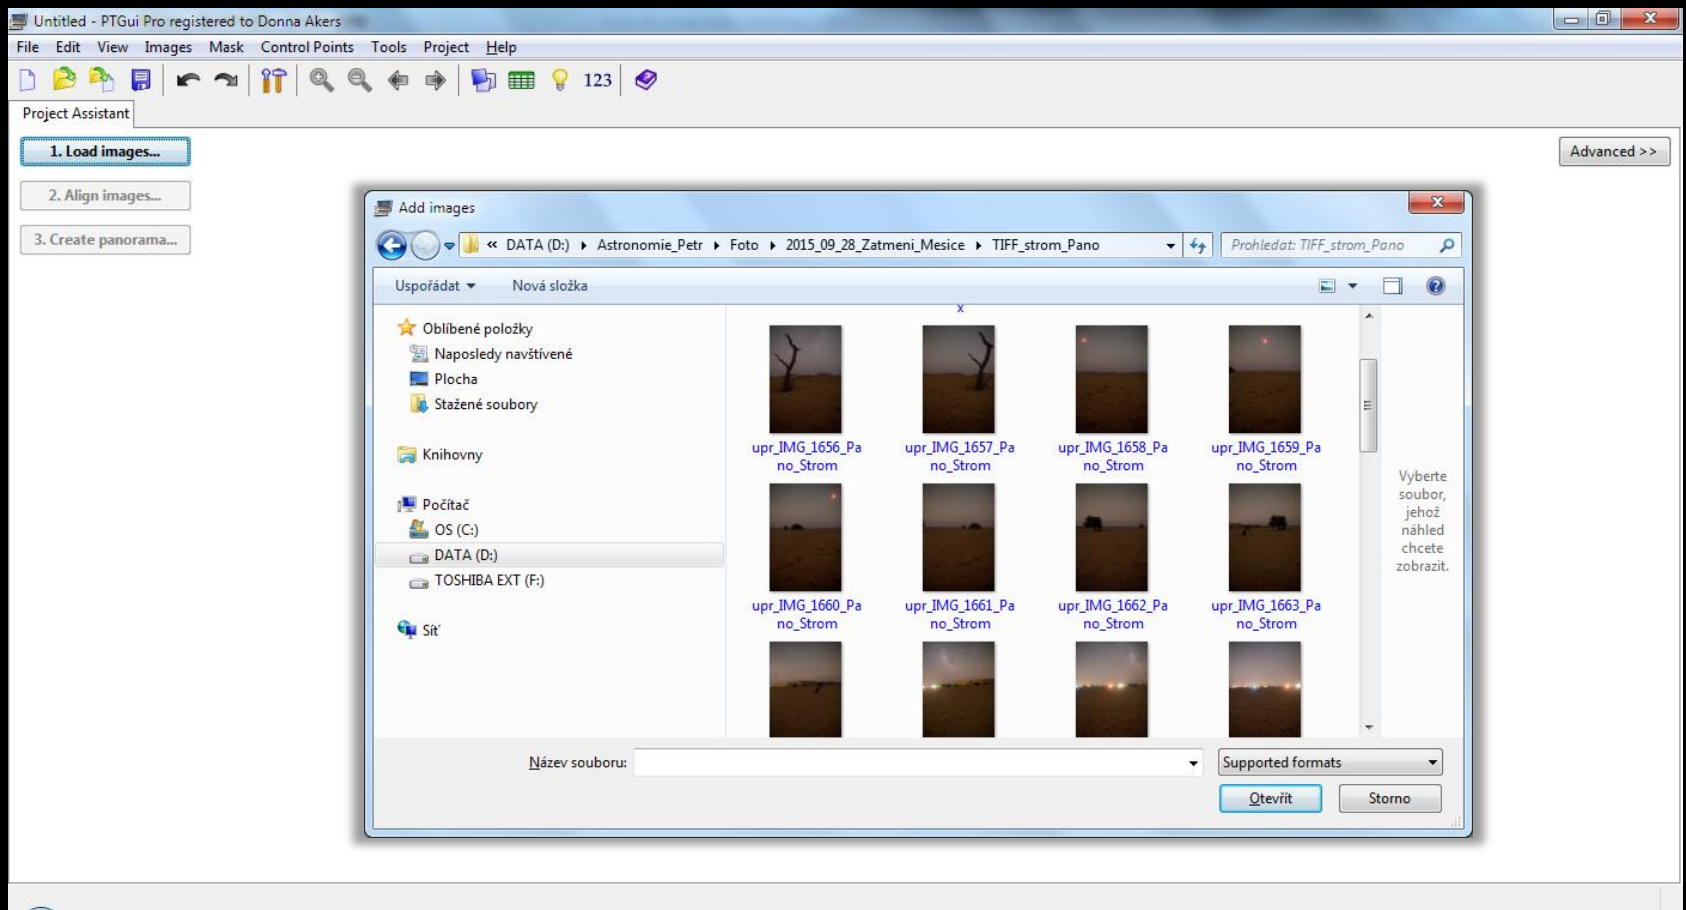 Untitled - PTGui Pro registered to Donna Akers
File Edit View Images Mask Control Points Tools Project Help
123
Project Assistant
1. Load images...
Advanced >>
2. Align images...
3. Create panorama...
Add images
« DATA (D:) Astronomie_Petr Foto 2015_09_28_Zatmeni_Mesice TIFF_strom_Pano
Prohledat: TIFF_strom_Pano
Uspořádat Nová složka
x
Oblíbené položky
Naposledy navštívené
Plocha
Stažené soubory
Knihovny
Počítač
OS (C:)
DATA (D:)
TOSHIBA EXT (F:)
Síť
upr_IMG_1656_Pa
no_Strom
upr_IMG_1657_Pa
no_Strom
upr_IMG_1658_Pa
no_Strom
upr_IMG_1659_Pa
no_Strom
upr_IMG_1660_Pa
no_Strom
upr_IMG_1661_Pa
no_Strom
upr_IMG_1662_Pa
no_Strom
upr_IMG_1663_Pa
no_Strom
Vyberte
soubor,
jehož
náhled
chcete
zobrazit.
Název souboru:
Supported formats
Otevřít
Storno